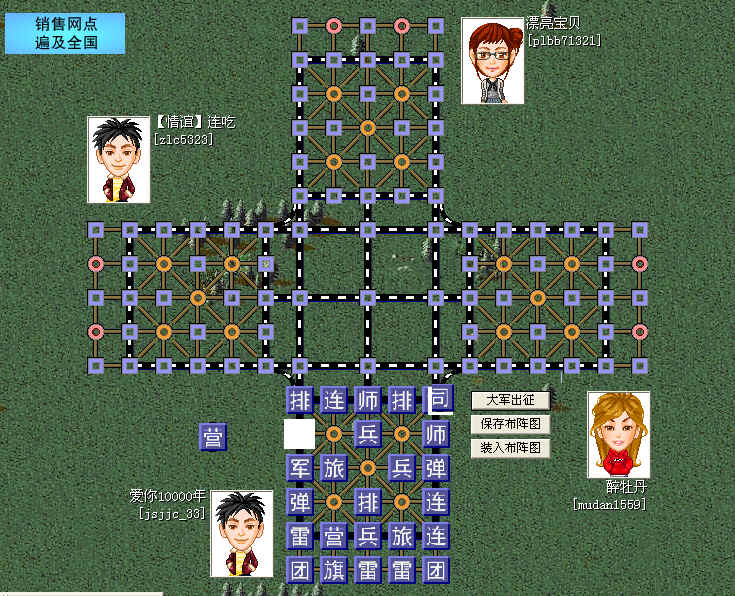 销售网点
遍及全国
漂亮宝贝
[plbb71321]
【情谊】连吃
[zlc5323]
排 连 师 排 司
营 兵 师
军 旅 兵 弹
弹 排 连
雷 营 兵 旅 连
团 旗 雷 雷 团
大军出征
保存布阵图
装入布阵图
醉牡丹
[mudan1559]
爱你10000年
[jsjjc_33]